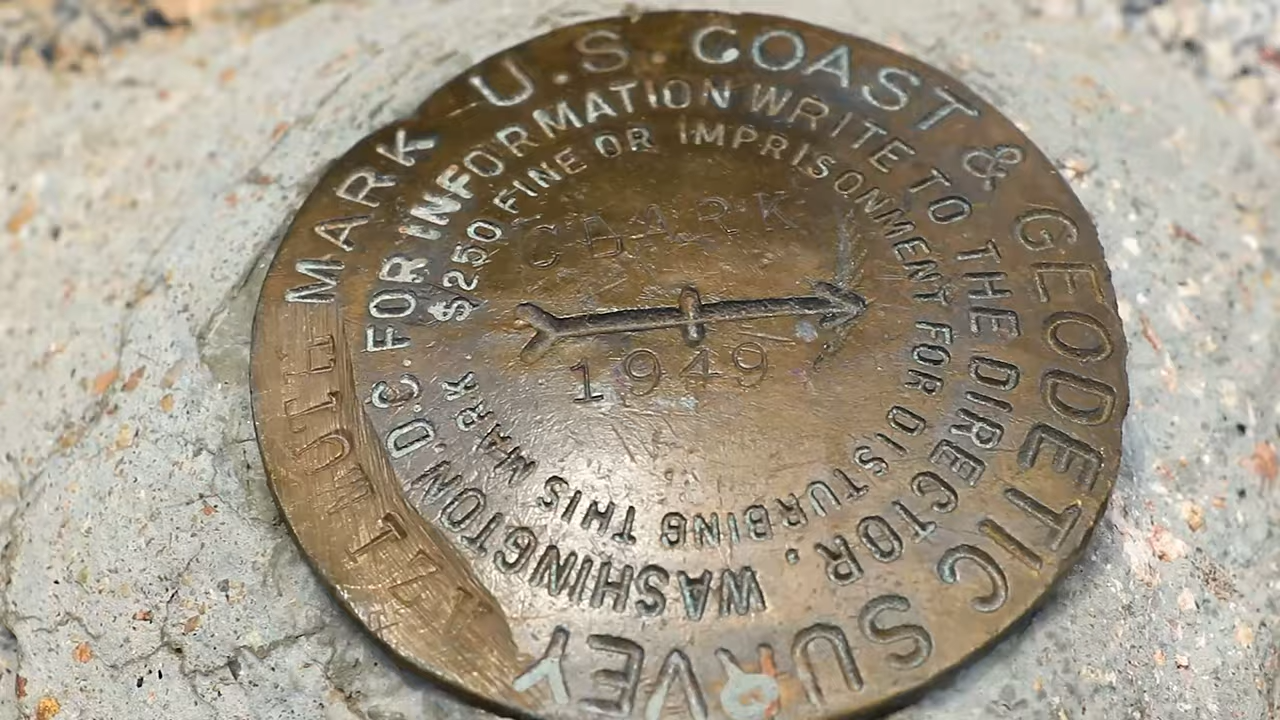 U.S. COAST & GEODETIC SURVEY
AZIMUTH MARK
FOR INFORMATION WRITE TO THE DIRECTOR, WASHINGTON, D.C.
$250 FINE OR IMPRISONMENT FOR DISTURBING THIS MARK
1949